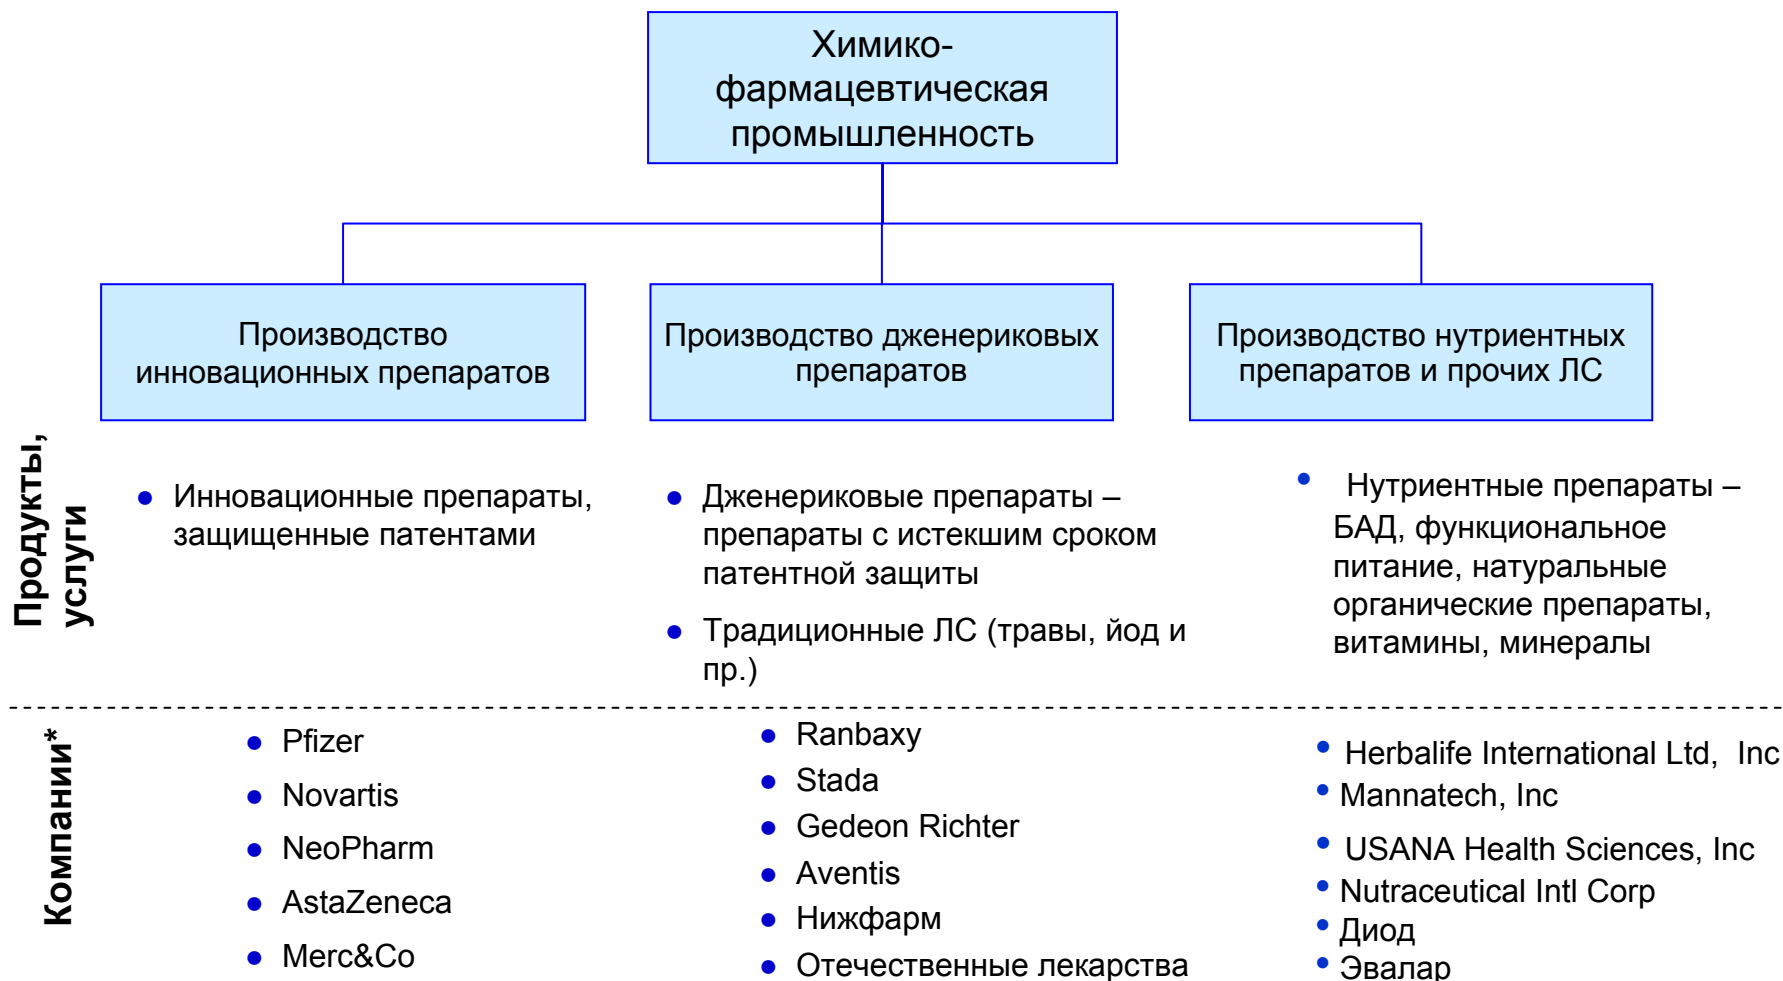 Химико-
фармацевтическая
промышленность
Производство
инновационных препаратов
Производство дженериковых
препаратов
Производство нутриентных
препаратов и прочих ЛС
Продукты,
услуги
Инновационные препараты,
защищенные патентами
Дженериковые препараты –
препараты с истекшим сроком
патентной защиты
Традиционные ЛС (травы, йод и
пр.)
Нутриентные препараты –
БАД, функциональное
питание, натуральные
органические препараты,
витамины, минералы
Компании*
Pfizer
Novartis
NeoPharm
AstaZeneca
Merc&Co
Ranbaxy
Stada
Gedeon Richter
Aventis
Нижфарм
Отечественные лекарства
Herbalife International Ltd, Inc
Mannatech, Inc
USANA Health Sciences, Inc
Nutraceutical Intl Corp
Диод
Эвалар